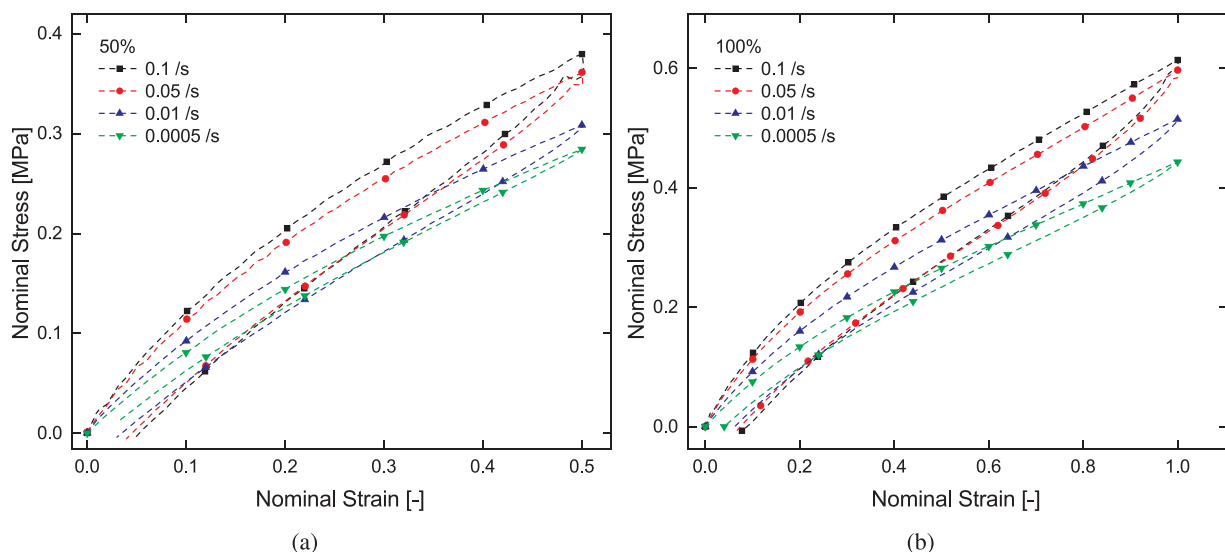 50%
0.1 /s
0.05 /s
0.01 /s
0.0005 /s
0.4
0.3
0.2
0.1
0.0
Nominal Stress [MPa]
0.0 0.1 0.2 0.3 0.4 0.5
Nominal Strain [-]
(a)
100%
0.1 /s
0.05 /s
0.01 /s
0.0005 /s
0.6
0.4
0.2
0.0
Nominal Stress [MPa]
0.0 0.2 0.4 0.6 0.8 1.0
Nominal Strain [-]
(b)